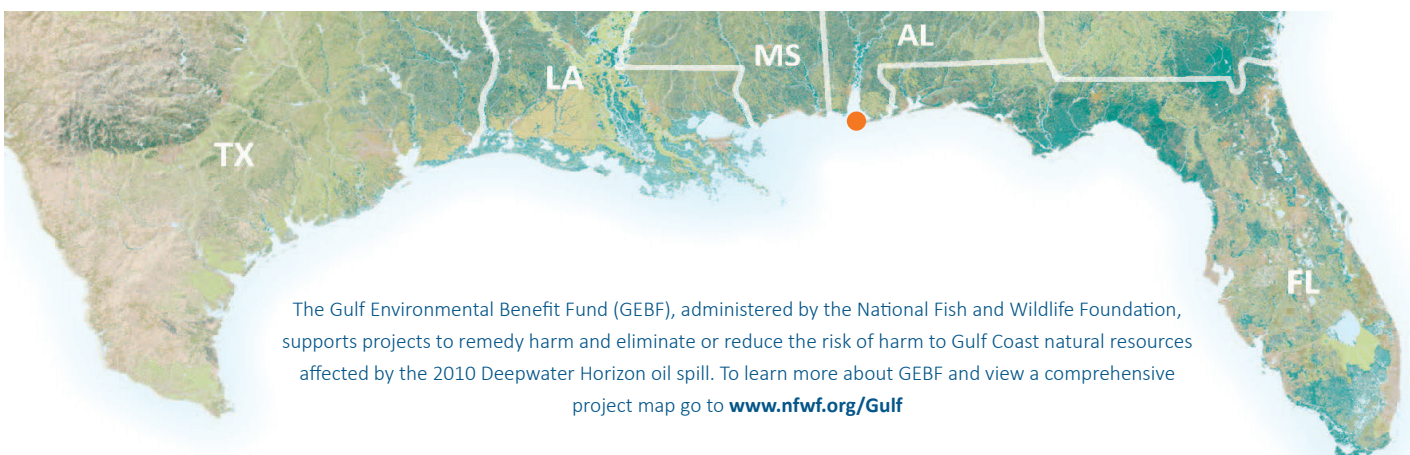 AL
MS
LA
TX
FL
The Gulf Environmental Benefit Fund (GEBF), administered by the National Fish and Wildlife Foundation,
supports projects to remedy harm and eliminate or reduce the risk of harm to Gulf Coast natural resources
affected by the 2010 Deepwater Horizon oil spill. To learn more about GEBF and view a comprehensive
project map go to www.nfwf.org/Gulf